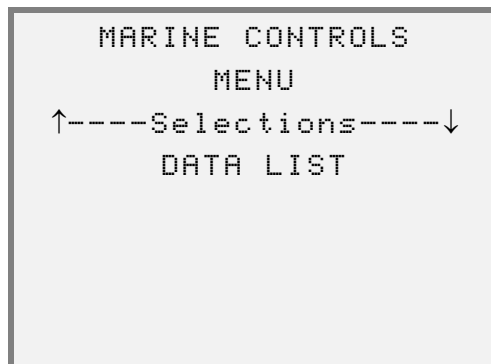 MARINE CONTROLS
MENU
↑----Selections----↓
DATA LIST